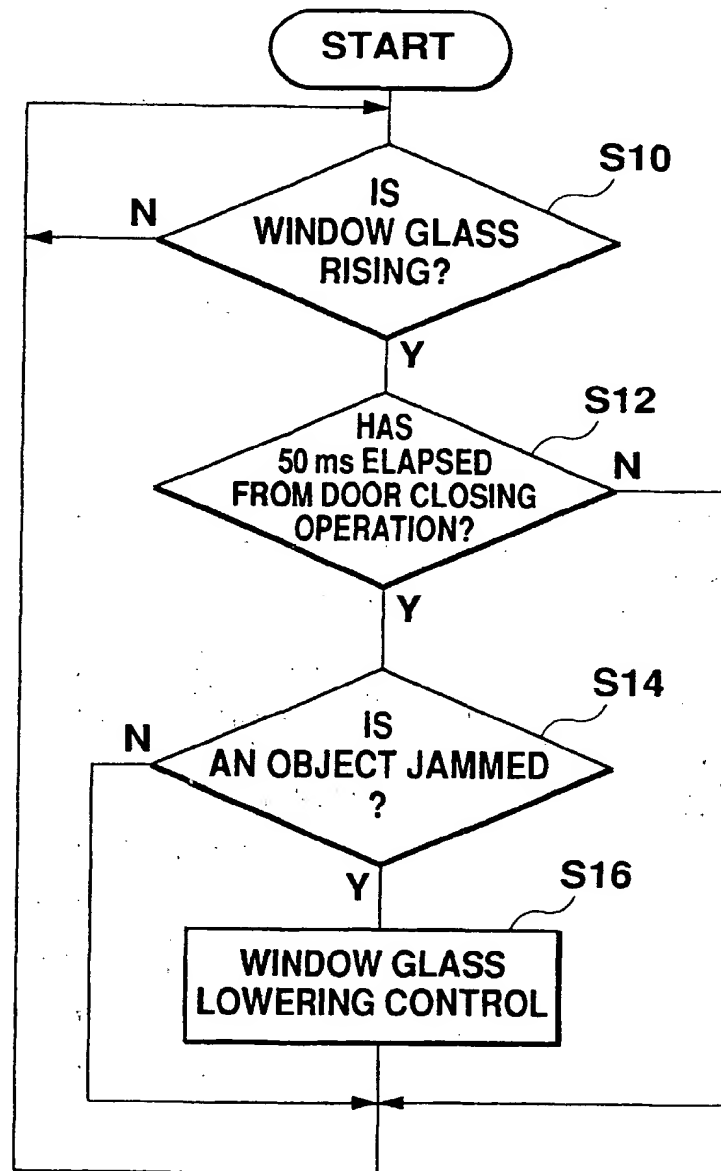 START
S10
IS
N
WINDOW GLASS
RISING?
Y
S12
HAS
50 ms ELAPSED
N
FROM DOOR CLOSING
OPERATION?
Y
S14
N
IS
AN OBJECT JAMMED
?
Y
S16
WINDOW GLASS
LOWERING CONTROL